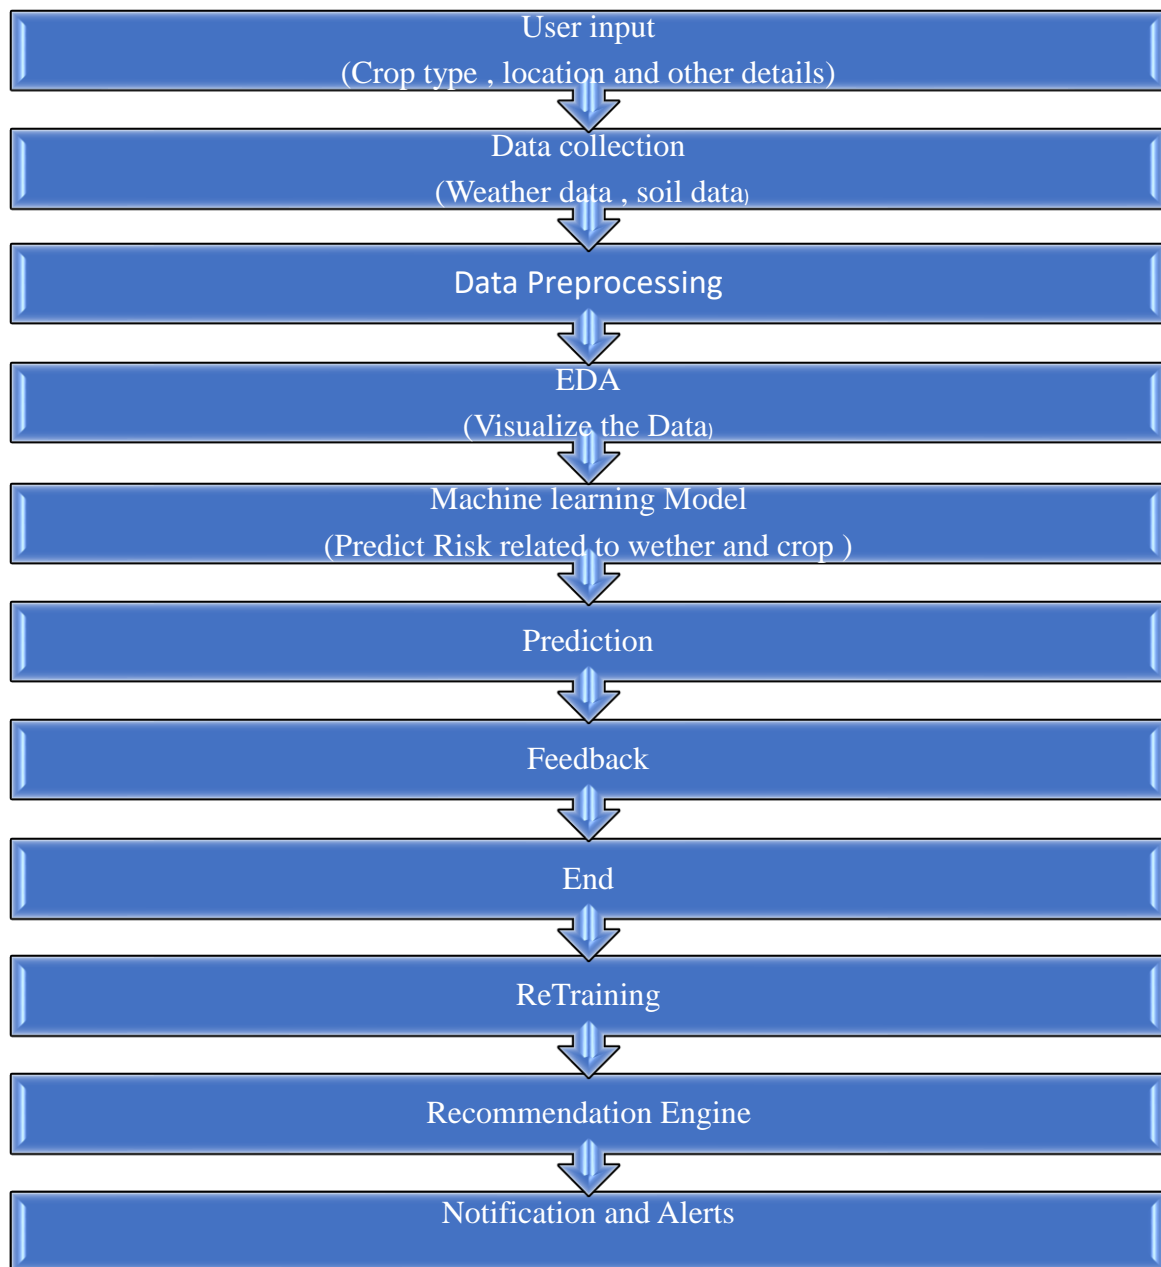 User input
(Crop type , location and other details)
Data collection
(Weather data , soil data)
Data Preprocessing
EDA
(Visualize the Data)
Machine learning Model
(Predict Risk related to wether and crop )
Prediction
Feedback
End
ReTraining
Recommendation Engine
Notification and Alerts